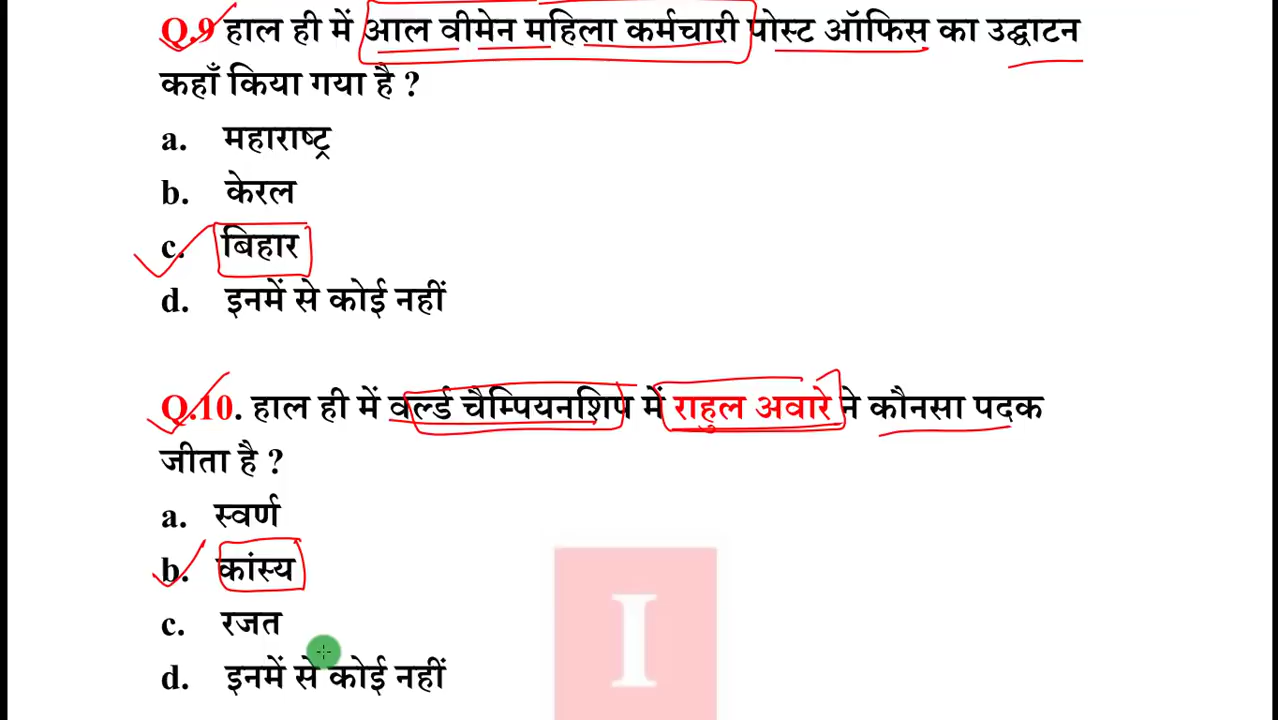 Q.9 हाल ही में आल वीमेन महिला कर्मचारी पोस्ट ऑफिस का उद्घाटन
कहाँ किया गया है ?
a. महाराष्ट्र
b. केरल
c. बिहार
d. इनमें से कोई नहीं
Q.10. हाल ही में वर्ल्ड चैम्पियनशिप में राहुल अवारे ने कौनसा पदक
जीता है ?
a. स्वर्ण
b. कांस्य
c. रजत
d. इनमें से कोई नहीं
I